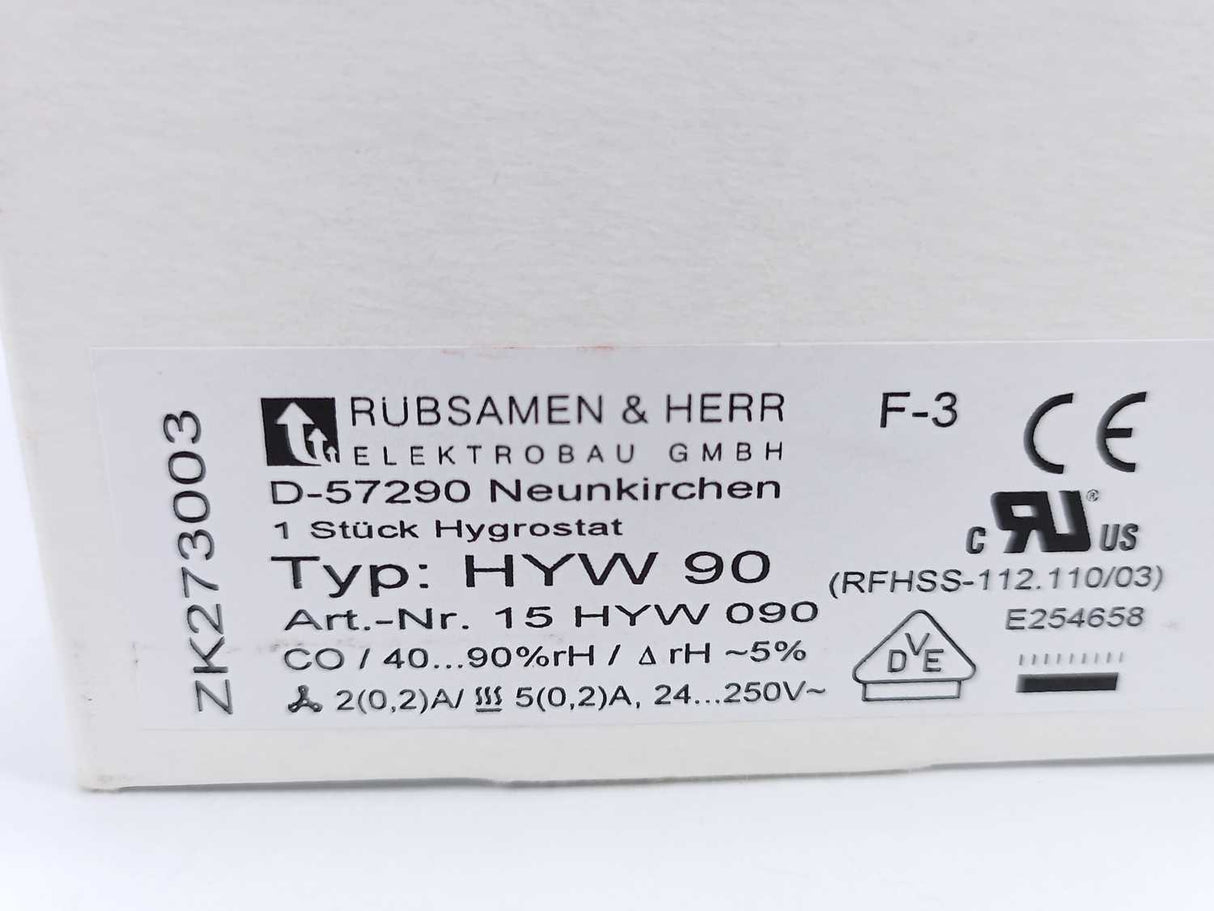 ZK273003
RÜBSAMEN & HERR
ELEKTROBAU GMBH
D-57290 Neunkirchen
1 Stück Hygrostat
Typ: HYW 90
Art.-Nr. 15 HYW 090
CO / 40...90%rH / Δ rH ~5%
2(0,2)A/ 5(0,2)A, 24...250V~
F-3
CE
c RU ® US
(RFHSS-112.110/03)
E254658
DVE